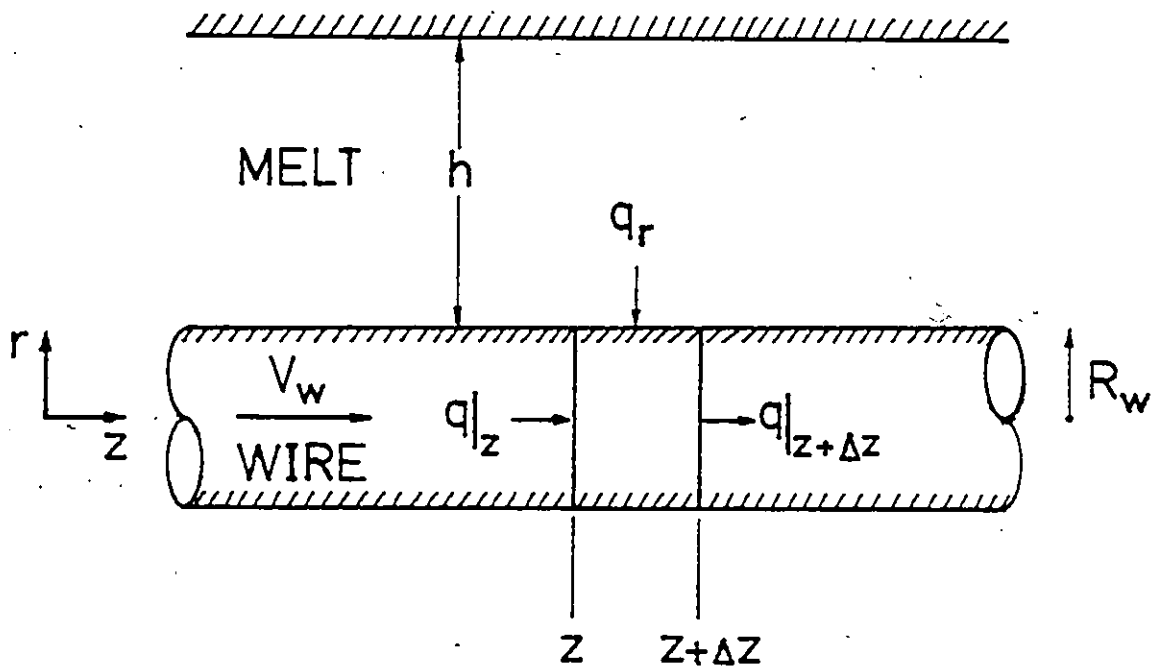 MELT
h
q_r
r
z
V_w
WIRE
q|_z
q|_{z+Δz}
R_w
z
z+Δz